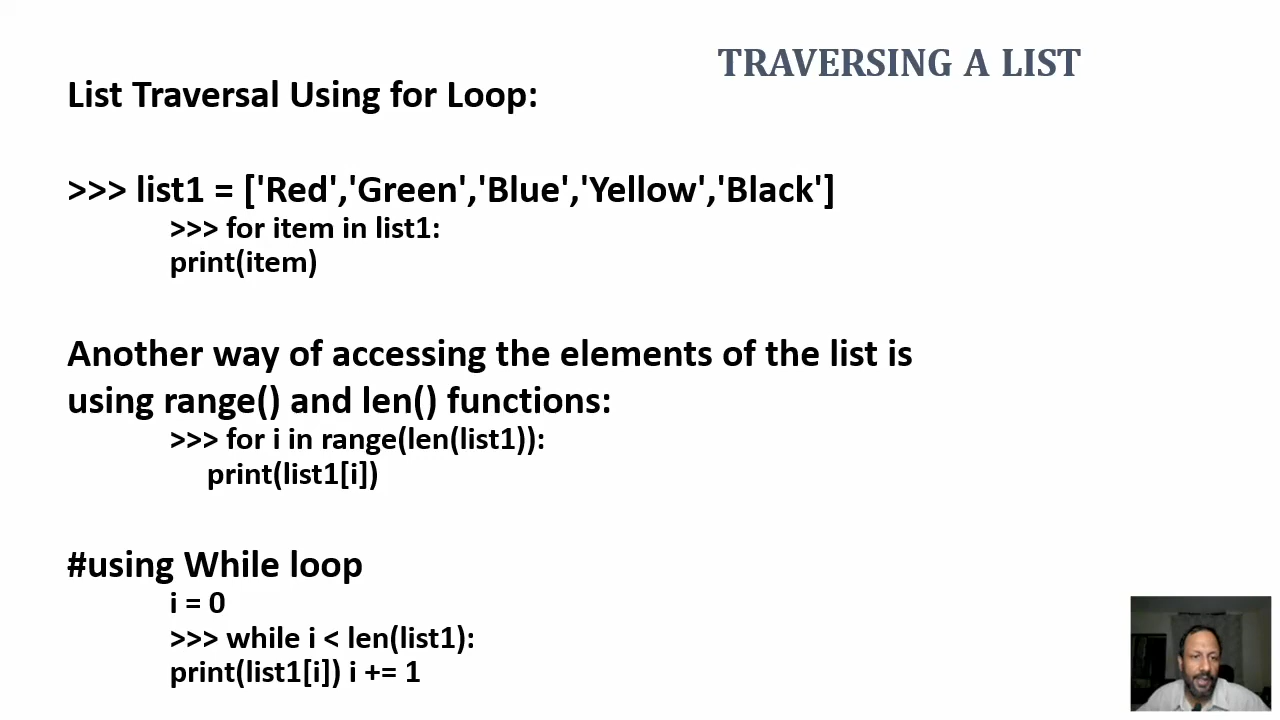 TRAVERSING A LIST
List Traversal Using for Loop:
>>> list1 = ['Red','Green','Blue','Yellow','Black']
>>> for item in list1:
print(item)
Another way of accessing the elements of the list is
using range() and len() functions:
>>> for i in range(len(list1)):
print(list1[i])
#using While loop
i = 0
>>> while i < len(list1):
print(list1[i]) i += 1